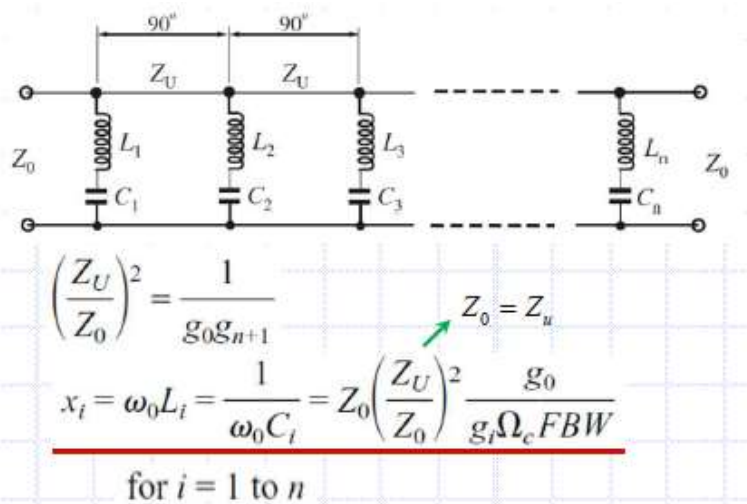 90° 90°
Z_U Z_U
Z_0 L_1 L_2 L_3 L_n Z_0
C_1 C_2 C_3 C_n
(Z_U/Z_0)^2 = 1/(g_0 g_{n+1})
Z_0 = Z_u
x_i = ω_0 L_i = 1/(ω_0 C_i) = Z_0 (Z_U/Z_0)^2 g_0/(g_i Ω_c FBW)
for i = 1 to n